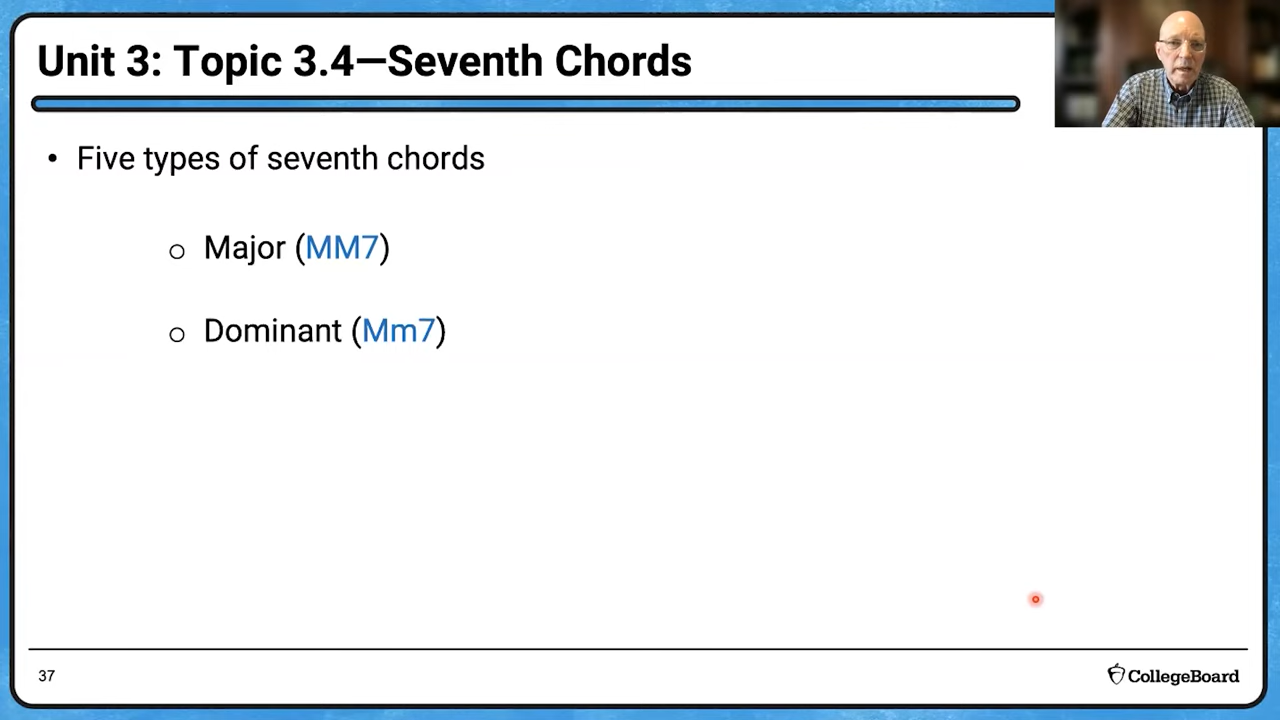 Unit 3: Topic 3.4—Seventh Chords
• Five types of seventh chords
o Major (MM7)
o Dominant (Mm7)
37
CollegeBoard